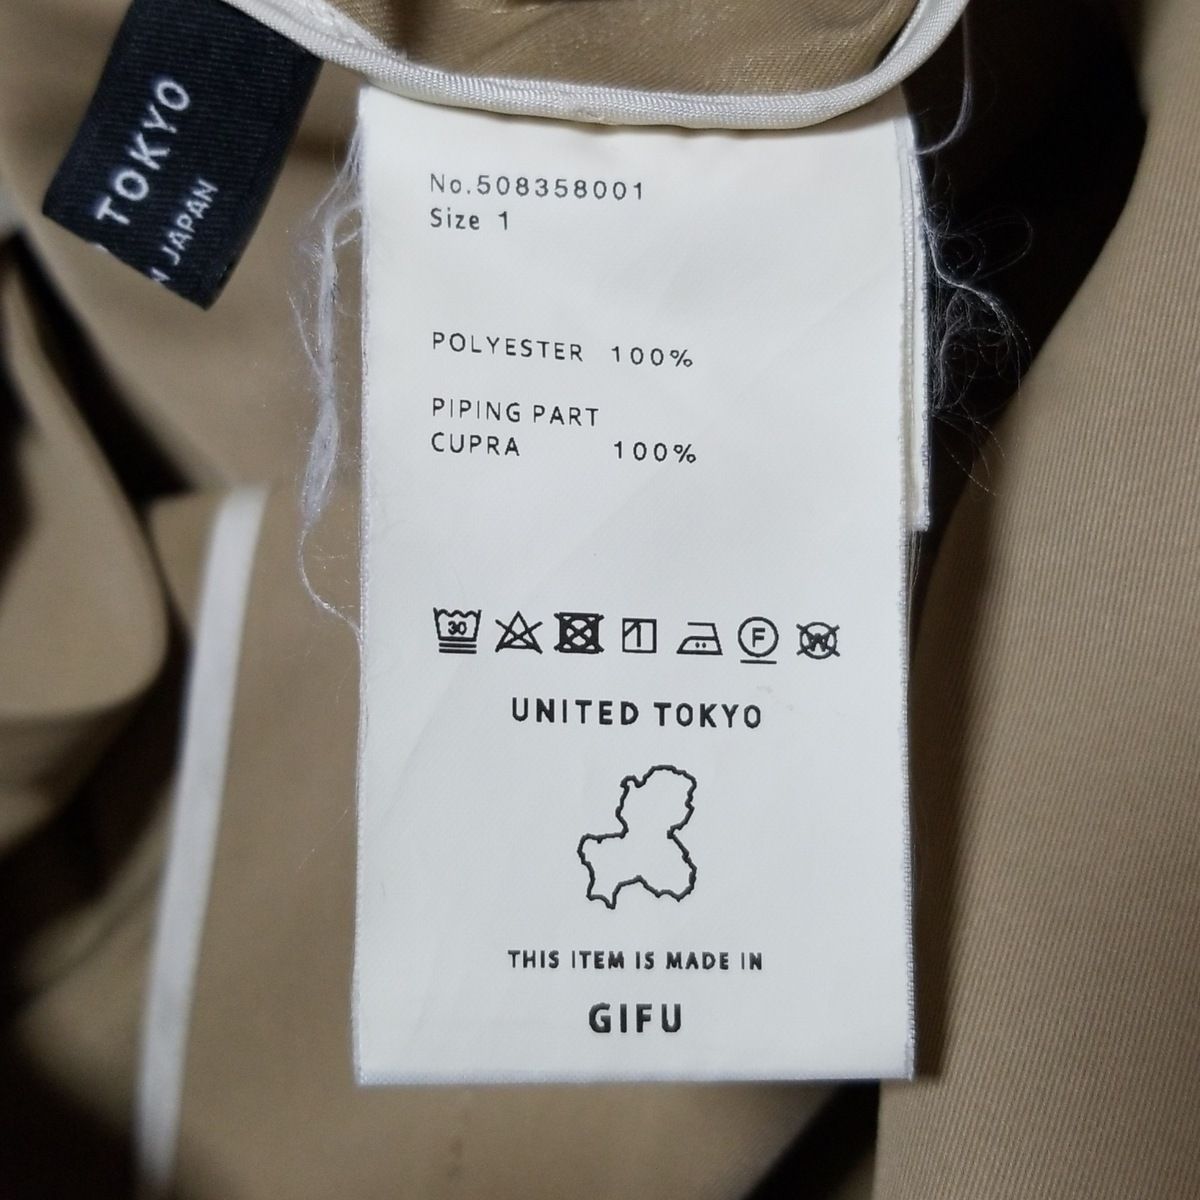 TOKYO
JAPAN
No.508358001
Size 1
POLYESTER 100%
PIPING PART
CUPRA 100%
30
F
W
UNITED TOKYO
THIS ITEM IS MADE IN
GIFU